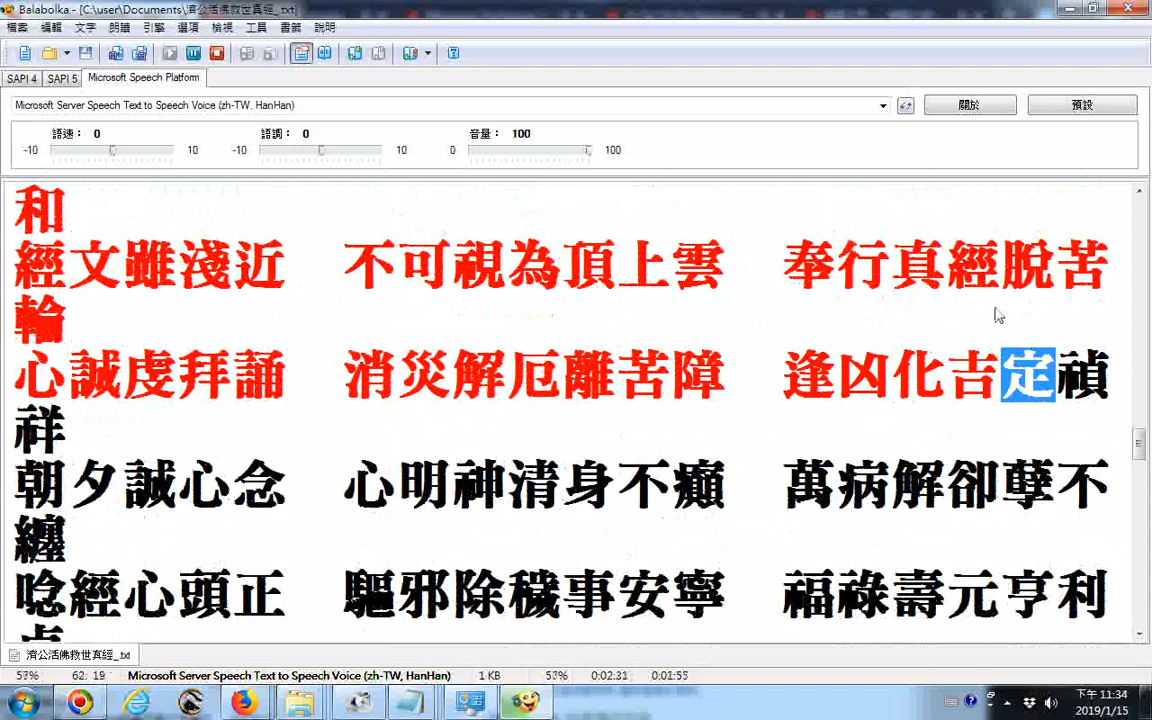 Balabolka - [C:\user\Documents\濟公活佛救世真經_.txt]
檔案 編輯 文字 朗讀 引擎 選項 檢視 工具 書籤 說明
SAPI 4 SAPI 5 Microsoft Speech Platform
Microsoft Server Speech Text to Speech Voice (zh-TW, HanHan) 關於 預設
語速： 0 語調： 0 音量： 100
-10 10 -10 10 0 100
和
經文雖淺近 不可視為頂上雲 奉行真經脫苦
輪
心誠虔拜誦 消災解厄離苦障 逢凶化吉定禎
祥
朝夕誠心念 心明神清身不癲 萬病解卻孽不
纏
唸經心頭正 驅邪除穢事安寧 福祿壽元亨利
濟公活佛救世真經_.txt
62: 19 Microsoft Server Speech Text to Speech Voice (zh-TW, HanHan) 1 KB 53% 0:02:31 0:01:55
下午 11:34
2019/1/15